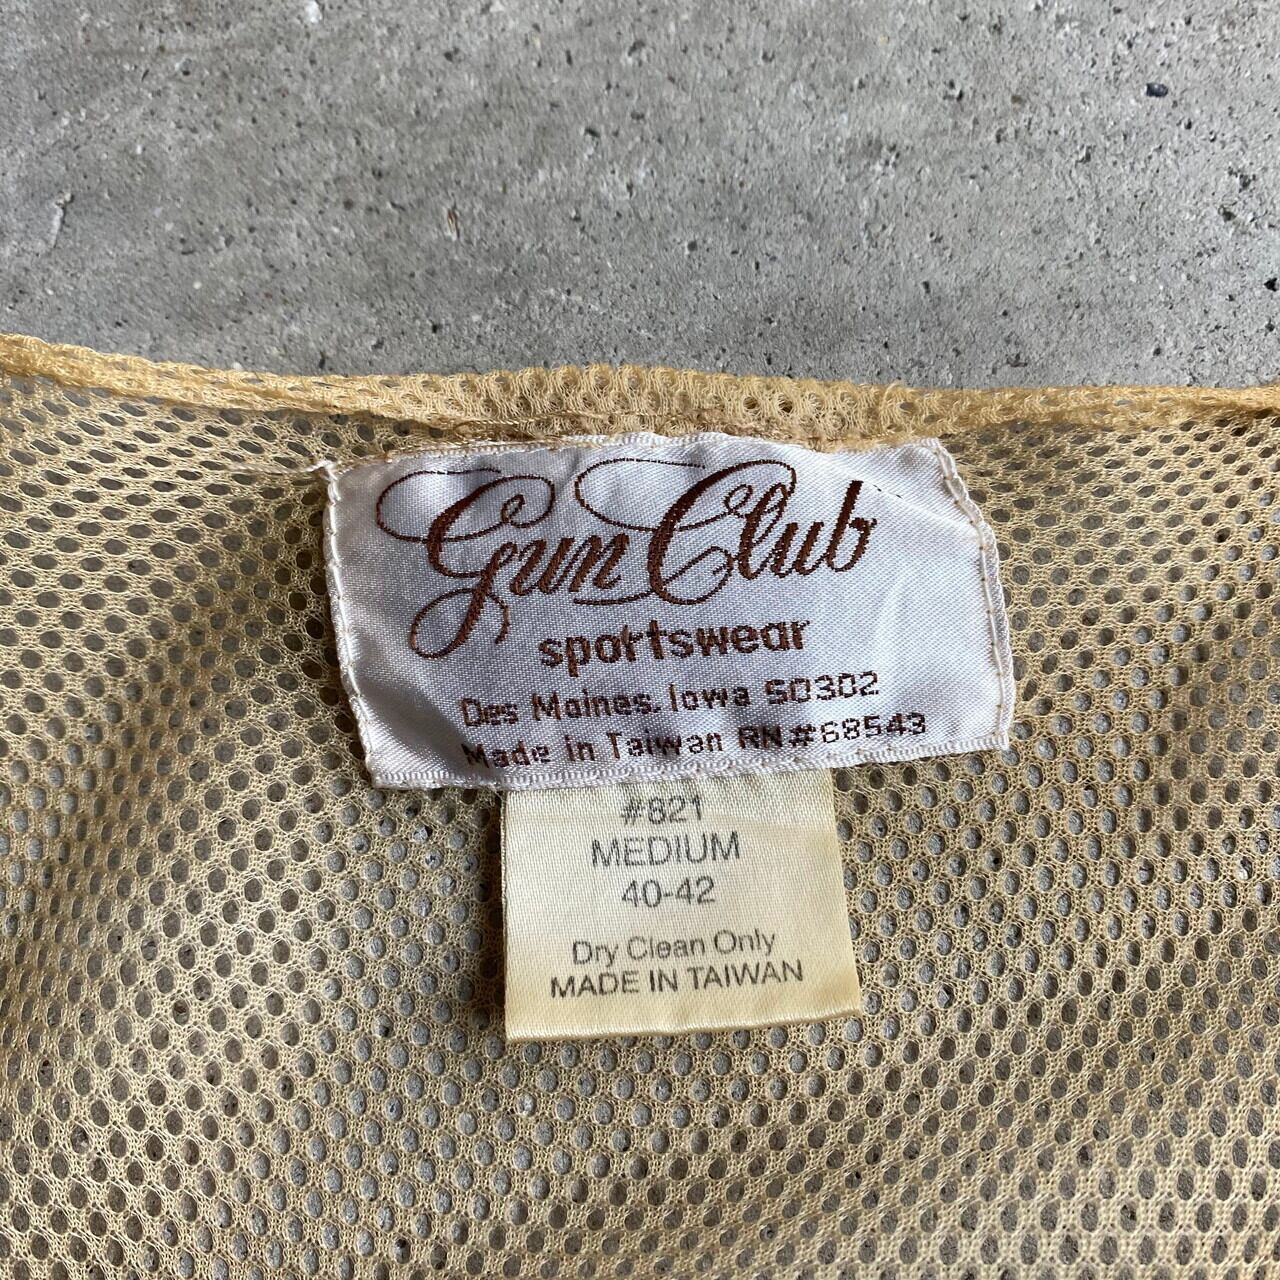 Gun Club
sportswear
Des Moines, Iowa 50302
Made in Taiwan RN#68543
#821
MEDIUM
40-42
Dry Clean Only
MADE IN TAIWAN